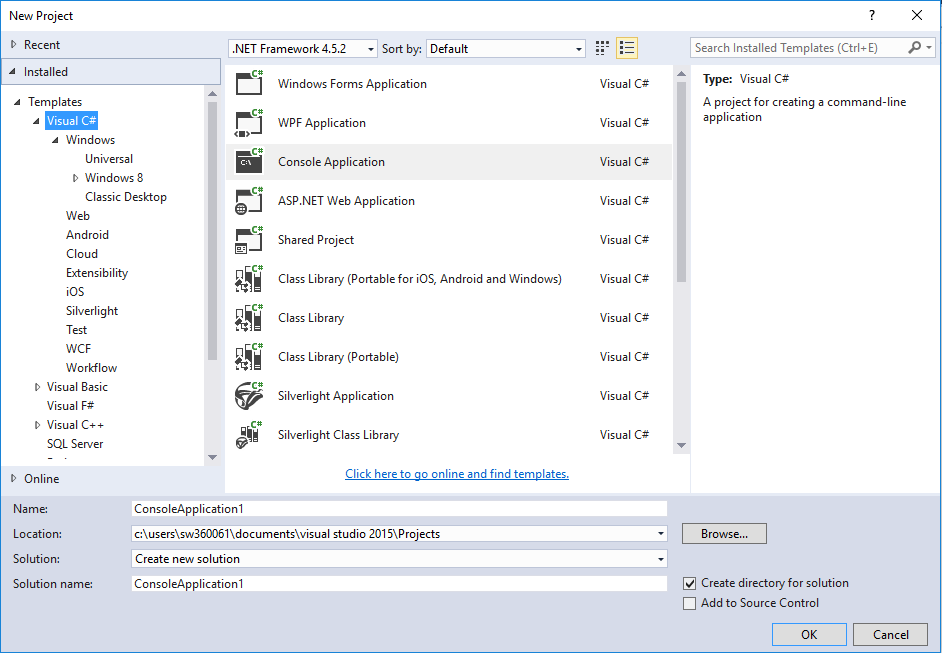 New Project
?
Recent
.NET Framework 4.5.2
Sort by:
Default
Search Installed Templates (Ctrl+E)
Installed
Templates
Visual C#
Windows
Universal
Windows 8
Classic Desktop
Web
Android
Cloud
Extensibility
iOS
Silverlight
Test
WCF
Workflow
Visual Basic
Visual F#
Visual C++
SQL Server
Online
C# Windows Forms Application Visual C#
C# WPF Application Visual C#
C# C:\ Console Application Visual C#
C# ASP.NET Web Application Visual C#
C# Shared Project Visual C#
C# Class Library (Portable for iOS, Android and Windows) Visual C#
C# Class Library Visual C#
C# Class Library (Portable) Visual C#
C# Silverlight Application Visual C#
C# Silverlight Class Library Visual C#
Click here to go online and find templates.
Type: Visual C#
A project for creating a command-line
application
Name: ConsoleApplication1
Location: c:\users\sw360061\documents\visual studio 2015\Projects
Browse...
Solution: Create new solution
Solution name: ConsoleApplication1
Create directory for solution
Add to Source Control
OK
Cancel